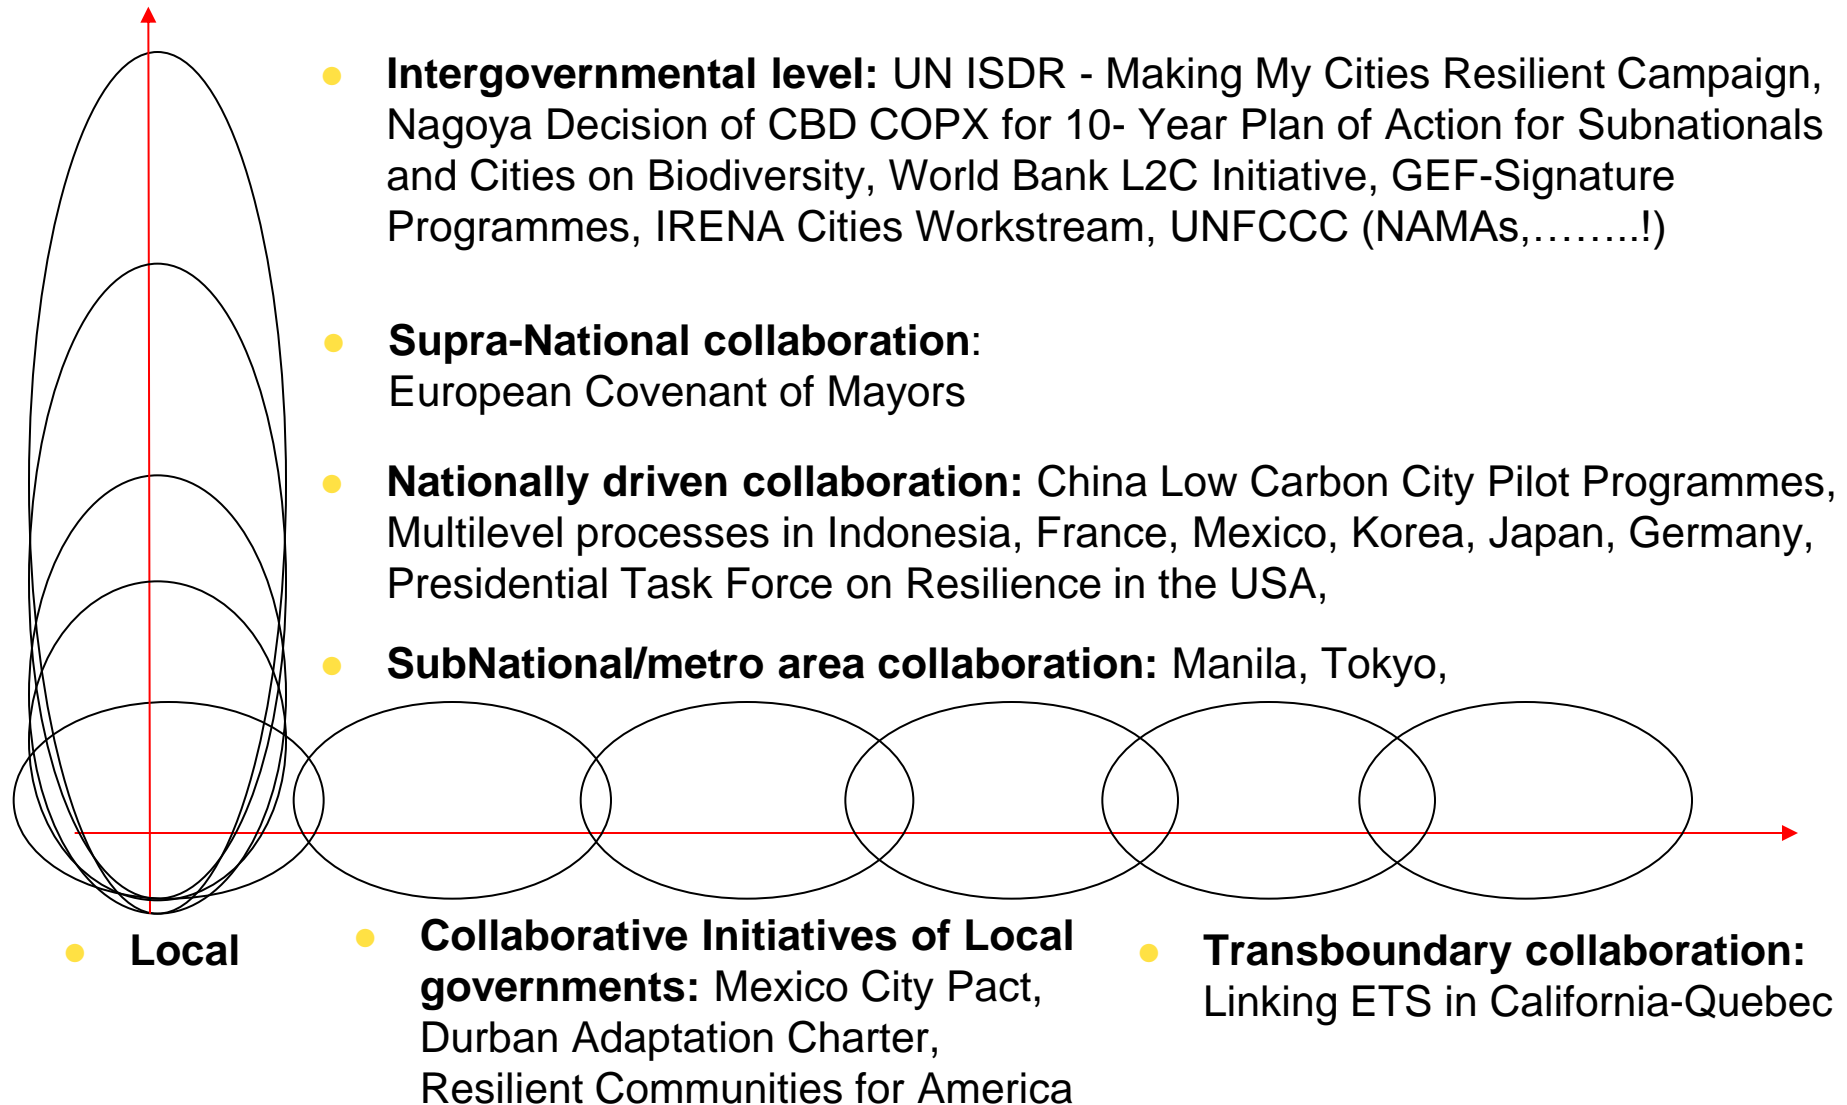 Intergovernmental level: UN ISDR - Making My Cities Resilient Campaign,
Nagoya Decision of CBD COPX for 10- Year Plan of Action for Subnationals
and Cities on Biodiversity, World Bank L2C Initiative, GEF-Signature
Programmes, IRENA Cities Workstream, UNFCCC (NAMAs,……..!)
Supra-National collaboration:
European Covenant of Mayors
Nationally driven collaboration: China Low Carbon City Pilot Programmes,
Multilevel processes in Indonesia, France, Mexico, Korea, Japan, Germany,
Presidential Task Force on Resilience in the USA,
SubNational/metro area collaboration: Manila, Tokyo,
Local
Collaborative Initiatives of Local
governments: Mexico City Pact,
Durban Adaptation Charter,
Resilient Communities for America
Transboundary collaboration:
Linking ETS in California-Quebec